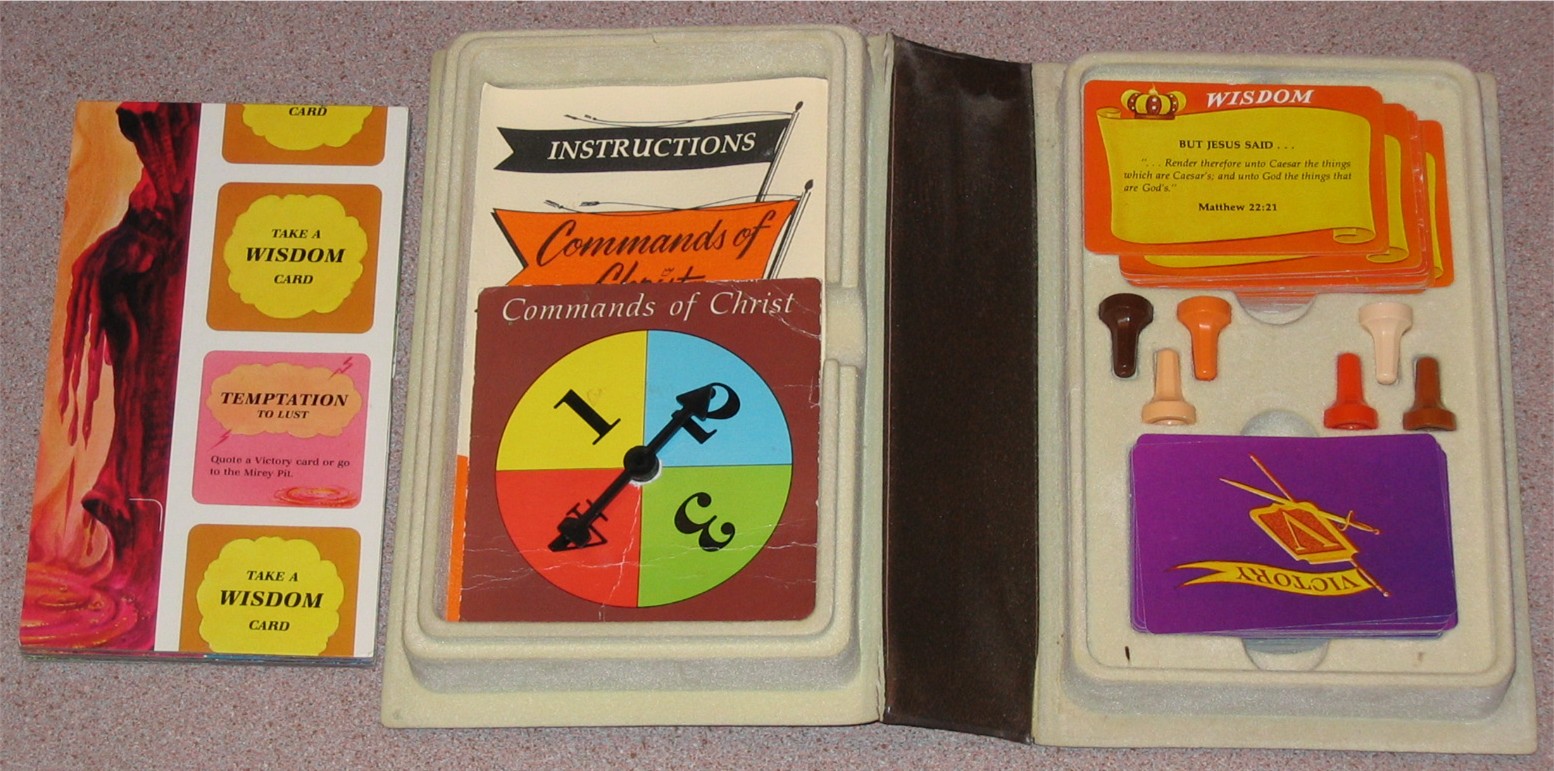 CARD
TAKE A
WISDOM
CARD
TEMPTATION
TO LUST
Quote a Victory card or go
to the Mirey Pit.
TAKE A
WISDOM
CARD
INSTRUCTIONS
Commands of
Christ
Commands of Christ
1
2
3
4
WISDOM
BUT JESUS SAID . . .
". . . Render therefore unto Caesar the things
which are Caesar's; and unto God the things that
are God's."
Matthew 22:21
VICTORY
V